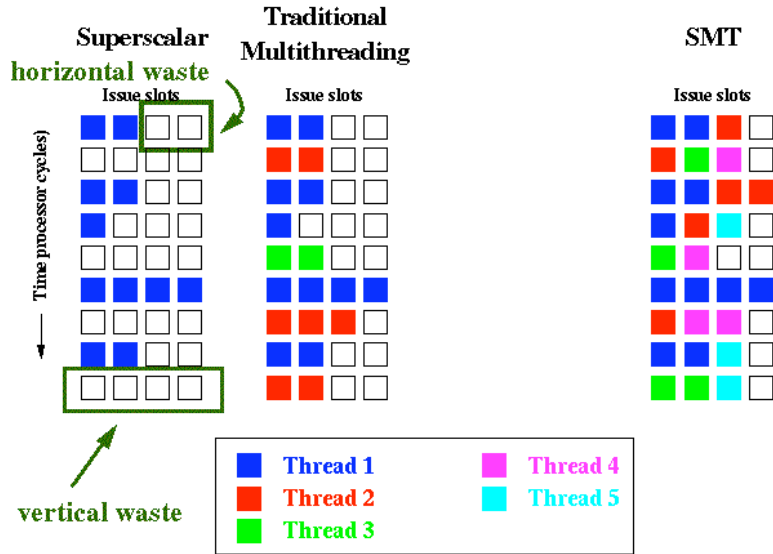 Superscalar
horizontal waste
Traditional
Multithreading
SMT
Issue slots
Issue slots
Issue slots
Time processor cycles)
Thread 1
Thread 2
Thread 3
Thread 4
Thread 5
vertical waste